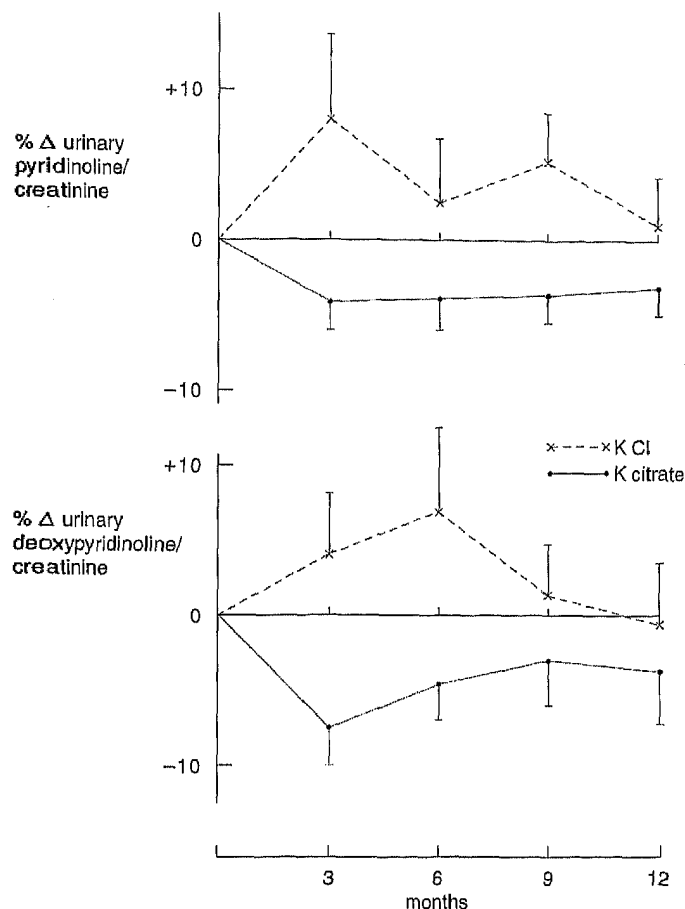 +10
% Δ urinary
pyridinoline/
creatinine
0
−10
+10
K Cl
K citrate
% Δ urinary
deoxypyridinoline/
creatinine
0
−10
3 6 9 12
months